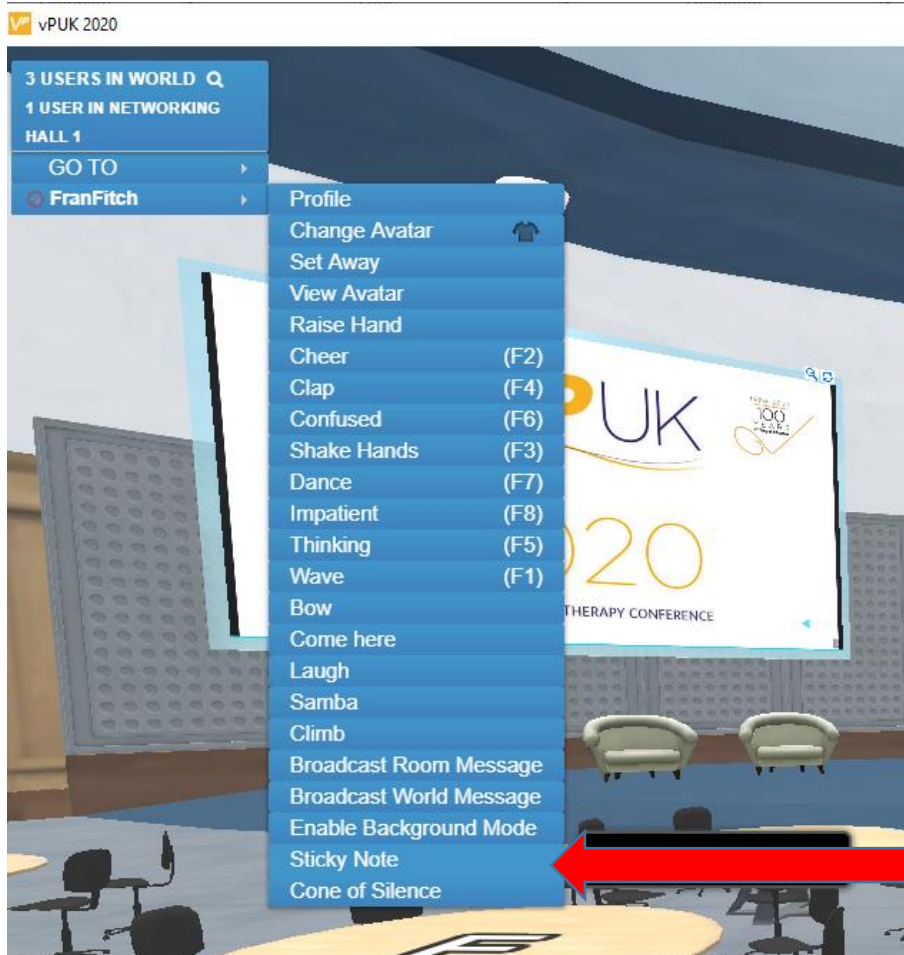 VP vPUK 2020
3 USERS IN WORLD
1 USER IN NETWORKING
HALL 1
GO TO
FranFitch
Profile
Change Avatar
Set Away
View Avatar
Raise Hand
Cheer (F2)
Clap (F4)
Confused (F6)
Shake Hands (F3)
Dance (F7)
Impatient (F8)
Thinking (F5)
Wave (F1)
Bow
Come here
Laugh
Samba
Climb
Broadcast Room Message
Broadcast World Message
Enable Background Mode
Sticky Note
Cone of Silence
PUK
100
YEARS
020
THERAPY CONFERENCE
F